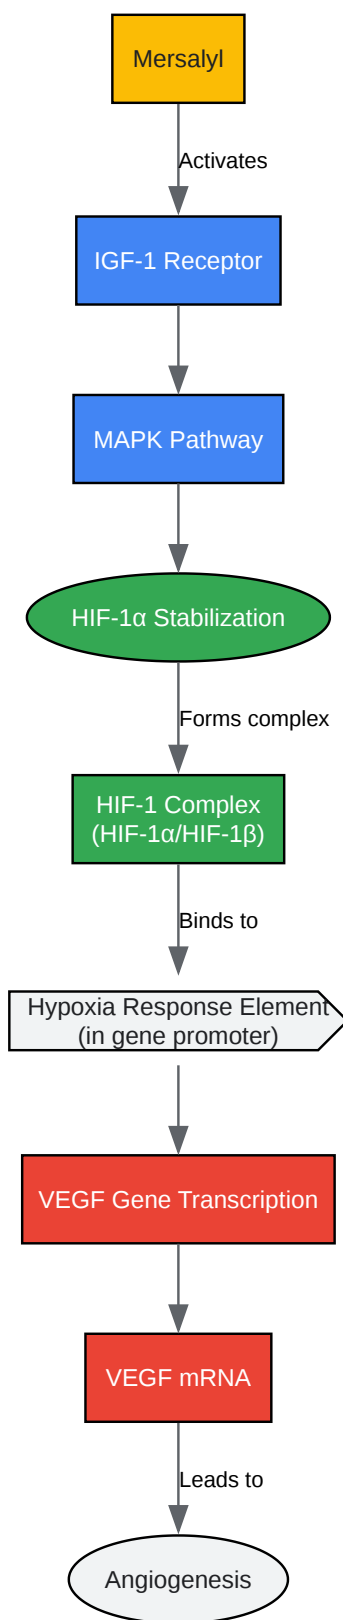 Mersalyl
Activates
IGF-1 Receptor
MAPK Pathway
HIF-1α Stabilization
Forms complex
HIF-1 Complex
(HIF-1α/HIF-1β)
Binds to
Hypoxia Response Element
(in gene promoter)
VEGF Gene Transcription
VEGF mRNA
Leads to
Angiogenesis